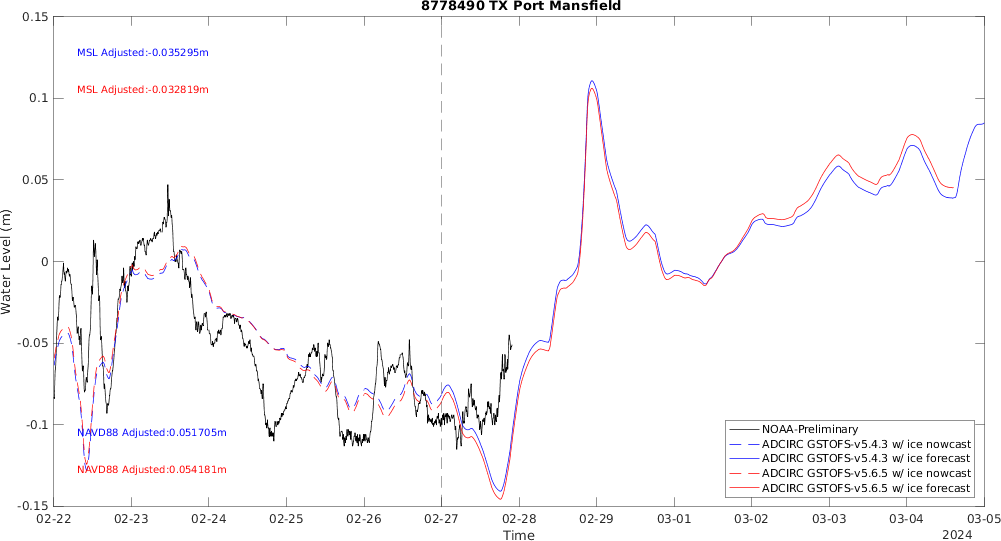 8778490 TX Port Mansfield
0.15
0.1
0.05
0
-0.05
-0.1
-0.15
Water Level (m)
MSL Adjusted:-0.035295m
MSL Adjusted:-0.032819m
NAVD88 Adjusted:0.051705m
NAVD88 Adjusted:0.054181m
NOAA-Preliminary
ADCIRC GSTOFS-v5.4.3 w/ ice nowcast
ADCIRC GSTOFS-v5.4.3 w/ ice forecast
ADCIRC GSTOFS-v5.6.5 w/ ice nowcast
ADCIRC GSTOFS-v5.6.5 w/ ice forecast
02-22 02-23 02-24 02-25 02-26 02-27 02-28 02-29 03-01 03-02 03-03 03-04 03-05
Time
2024